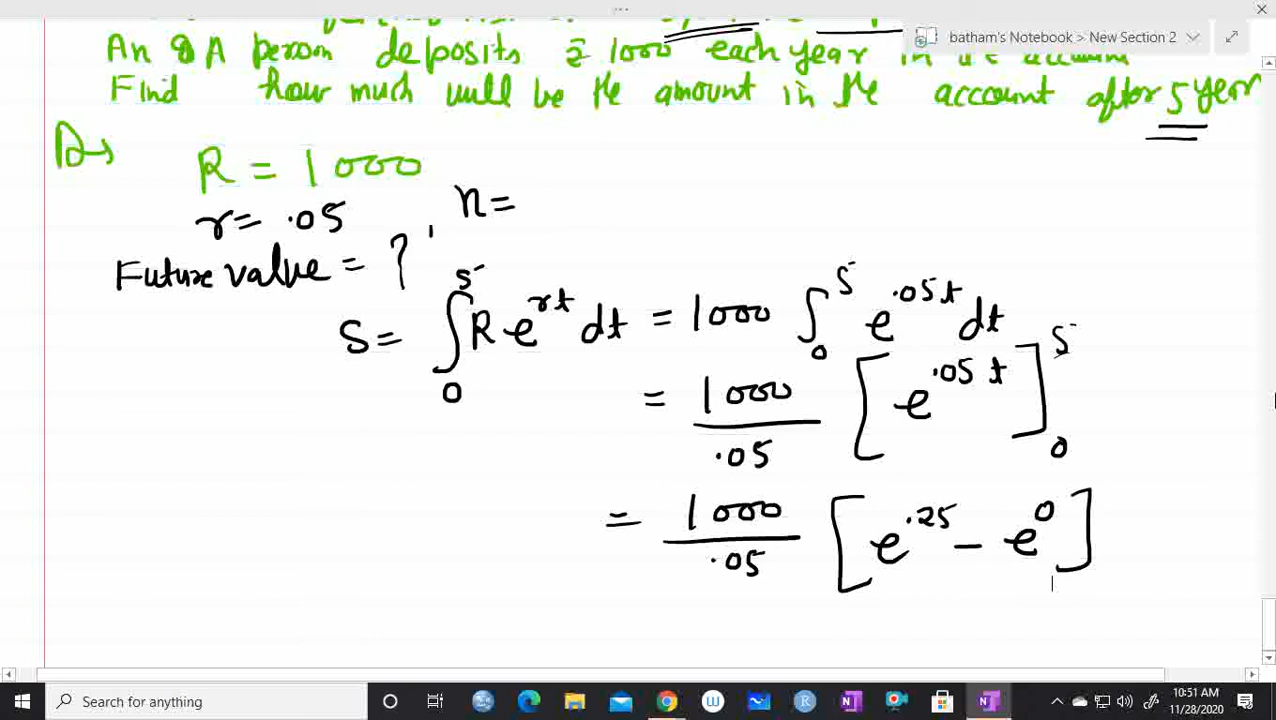 batham's Notebook > New Section 2
An & A person deposits ₹ 1000 each year in
Find how much will be the amount in the account after 5 year
R = 1000
r = .05
n =
Future value = ? ,
S = ∫₀⁵ R e^{rt} dt = 1000 ∫₀⁵ e^{.05t} dt
= 1000/.05 [e^{.05t}]₀⁵
= 1000/.05 [e^{.25} - e^{0}]
Search for anything
10:51 AM
11/28/2020